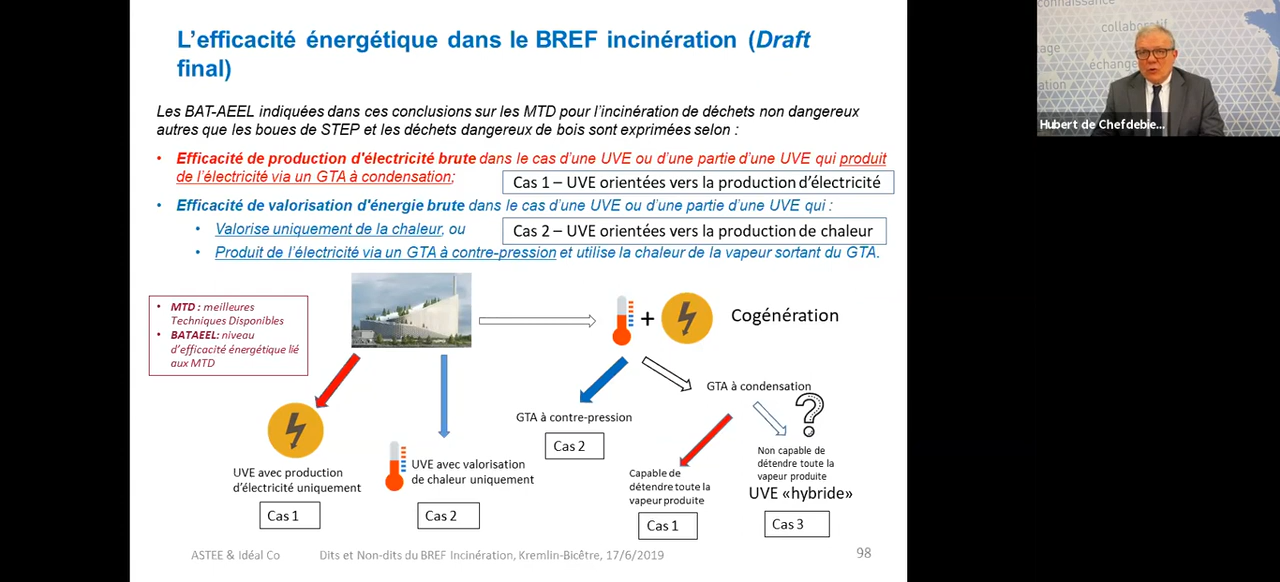 L'efficacité énergétique dans le BREF incinération (Draft
final)
Les BAT-AEEL indiquées dans ces conclusions sur les MTD pour l'incinération de déchets non dangereux
autres que les boues de STEP et les déchets dangereux de bois sont exprimées selon :
• Efficacité de production d'électricité brute dans le cas d'une UVE ou d'une partie d'une UVE qui produit
de l'électricité via un GTA à condensation;
Cas 1 – UVE orientées vers la production d'électricité
• Efficacité de valorisation d'énergie brute dans le cas d'une UVE ou d'une partie d'une UVE qui :
• Valorise uniquement de la chaleur, ou
Cas 2 – UVE orientées vers la production de chaleur
• Produit de l'électricité via un GTA à contre-pression et utilise la chaleur de la vapeur sortant du GTA.
• MTD : meilleures
Techniques Disponibles
• BATAEEL: niveau
d'efficacité énergétique lié
aux MTD
+
Cogénération
GTA à condensation
?
GTA à contre-pression
Cas 2
UVE avec production
d'électricité uniquement
Cas 1
UVE avec valorisation
de chaleur uniquement
Cas 2
Capable de
détendre toute la
vapeur produite
Cas 1
Non capable de
détendre toute la
vapeur produite
UVE «hybride»
Cas 3
ASTEE & Idéal Co
Dits et Non-dits du BREF Incinération, Kremlin-Bicêtre, 17/6/2019
98
connaissance
collaboratif
échange
Hubert de Chefdebie...